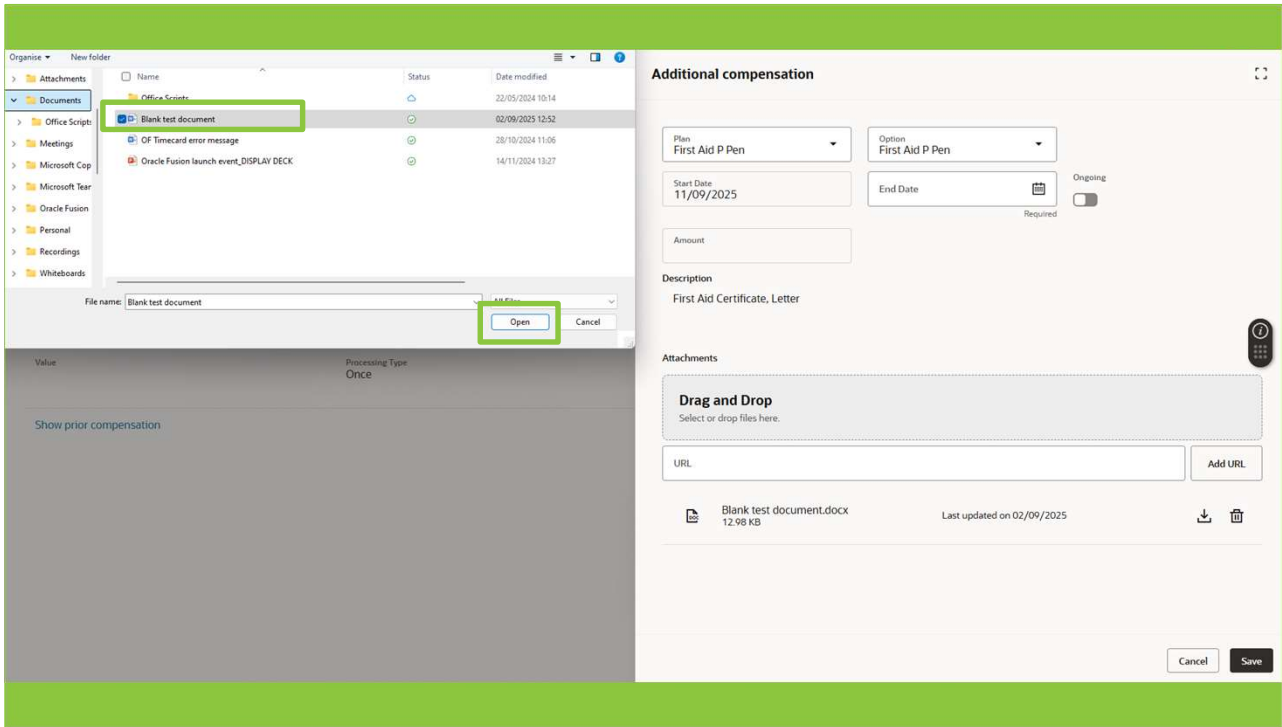 Organise New folder
Attachments
Documents
Office Script
Meetings
Microsoft Cop
Microsoft Tear
Oracle Fusion
Personal
Recordings
Whiteboards
Name Status Date modified
Office Scripts 22/05/2024 10:14
Blank test document 02/09/2025 12:52
OF Timecard error message 28/10/2024 11:06
Oracle Fusion launch event_DISPLAY DECK 14/11/2024 13:27
File name: Blank test document All Files
Open Cancel
Value Processing Type
Once
Show prior compensation
Additional compensation
Plan Option
First Aid P Pen First Aid P Pen
Start Date
11/09/2025
End Date
Ongoing
Required
Amount
Description
First Aid Certificate, Letter
Attachments
Drag and Drop
Select or drop files here.
URL Add URL
Blank test document.docx
12.98 KB
Last updated on 02/09/2025
Cancel Save